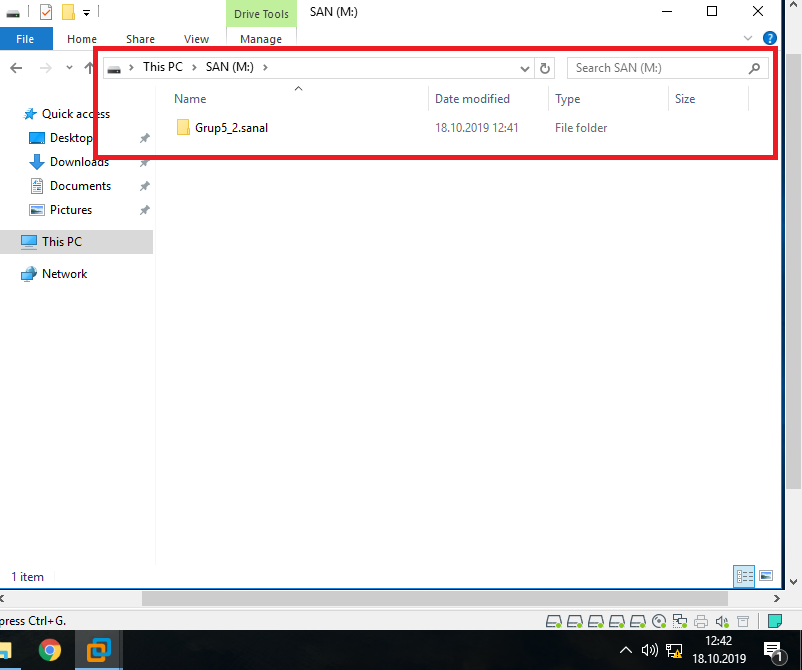 Drive Tools SAN (M:)
File Home Share View Manage
This PC SAN (M:) Search SAN (M:)
Name Date modified Type Size
Quick access
Grup5_2.sanal 18.10.2019 12:41 File folder
Desktop
Downloads
Documents
Pictures
This PC
Network
1 item
press Ctrl+G.
12:42
18.10.2019
1